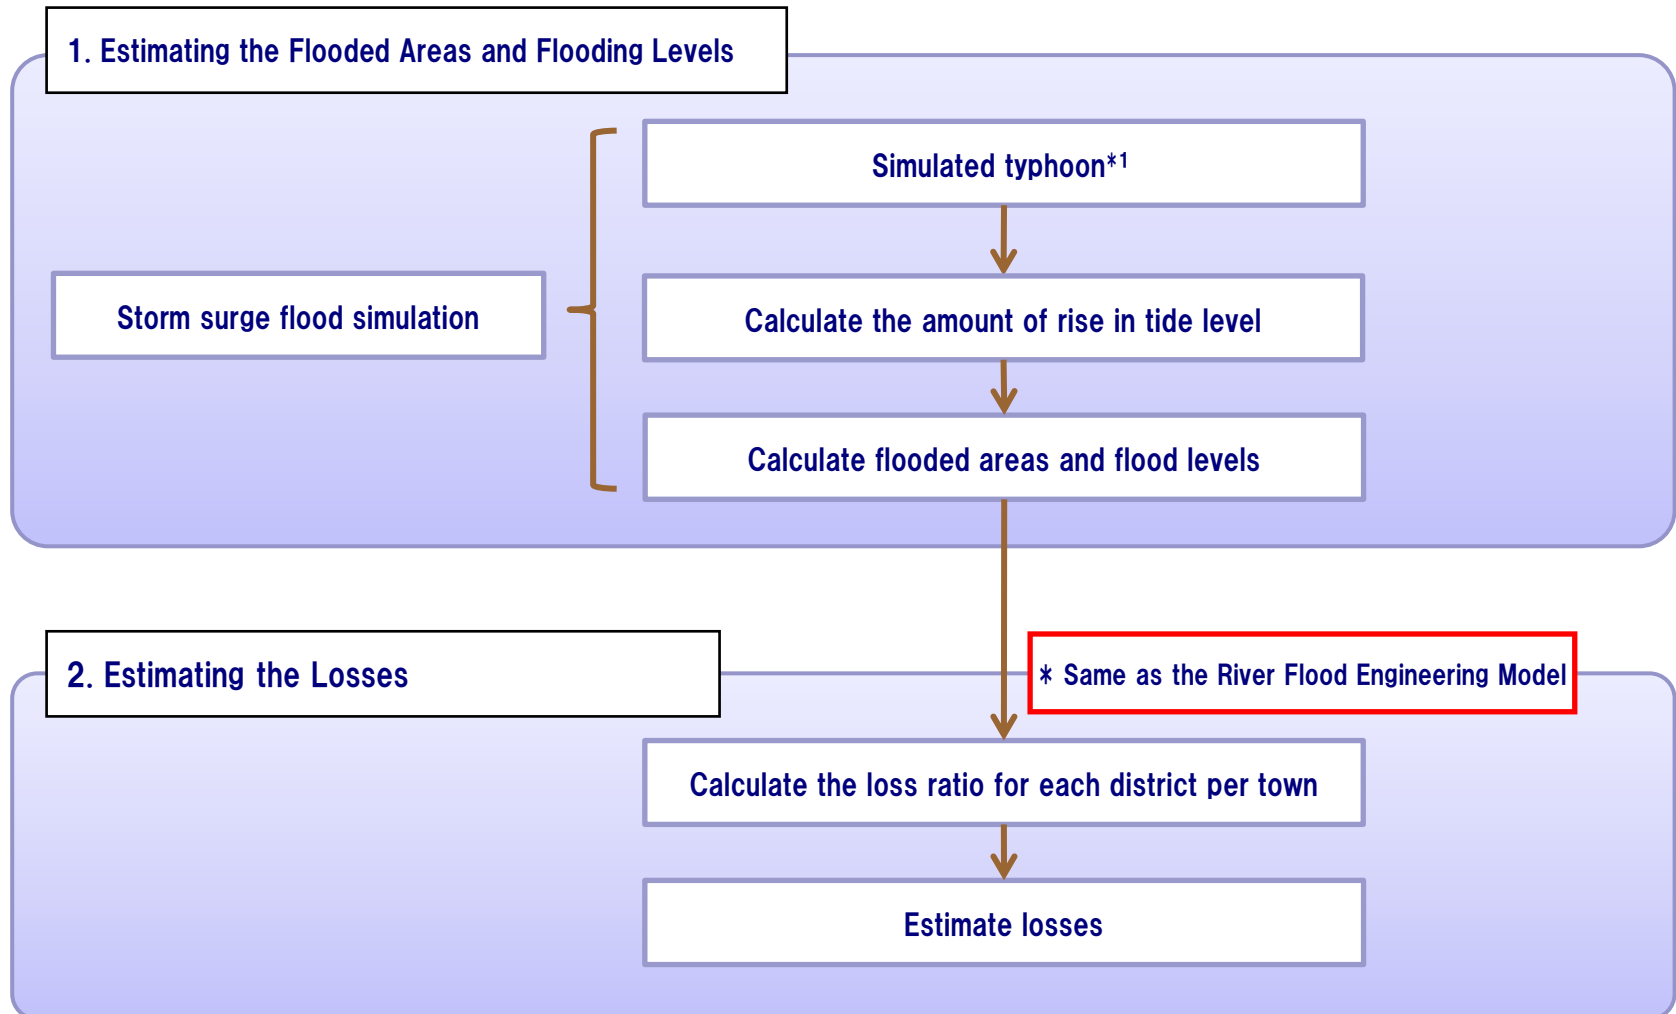 1. Estimating the Flooded Areas and Flooding Levels
Simulated typhoon*1
Storm surge flood simulation
Calculate the amount of rise in tide level
Calculate flooded areas and flood levels
2. Estimating the Losses
* Same as the River Flood Engineering Model
Calculate the loss ratio for each district per town
Estimate losses